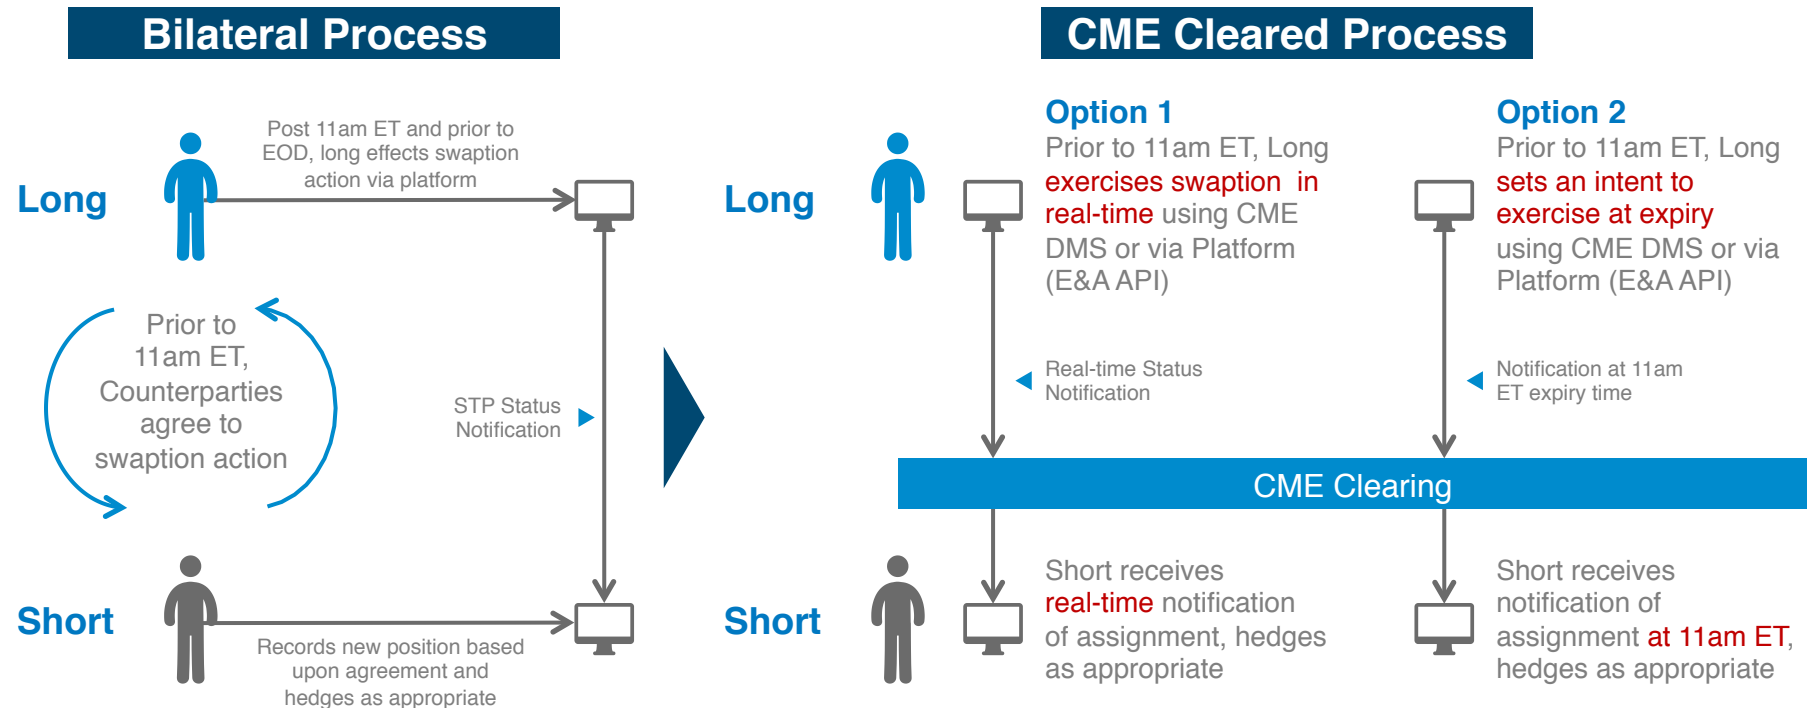 Bilateral Process
Post 11am ET and prior to
EOD, long effects swaption
action via platform
Long
Prior to
11am ET,
Counterparties
agree to
swaption action
STP Status
Notification
Short
Records new position based
upon agreement and
hedges as appropriate
CME Cleared Process
Long
Option 1
Prior to 11am ET, Long
exercises swaption in
real-time using CME
DMS or via Platform
(E&A API)
Real-time Status
Notification
Option 2
Prior to 11am ET, Long
sets an intent to
exercise at expiry
using CME DMS or via
Platform (E&A API)
Notification at 11am
ET expiry time
CME Clearing
Short
Short receives
real-time notification
of assignment, hedges
as appropriate
Short receives
notification of
assignment at 11am ET,
hedges as appropriate